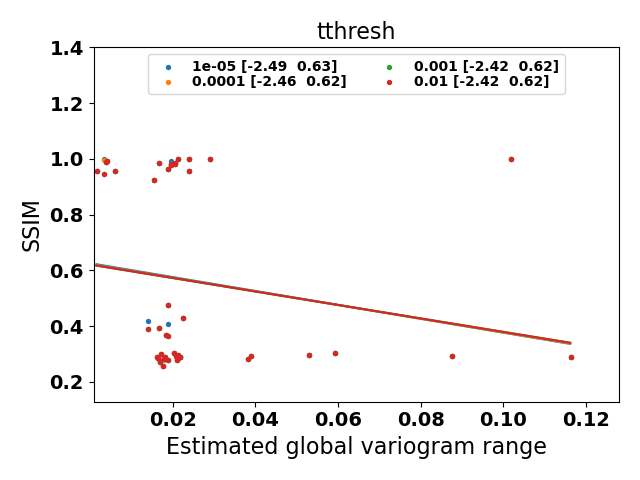 tthresh
1e-05 [-2.49  0.63]
0.0001 [-2.46  0.62]
0.001 [-2.42  0.62]
0.01 [-2.42  0.62]
SSIM
1.4
1.2
1.0
0.8
0.6
0.4
0.2
0.02 0.04 0.06 0.08 0.10 0.12
Estimated global variogram range